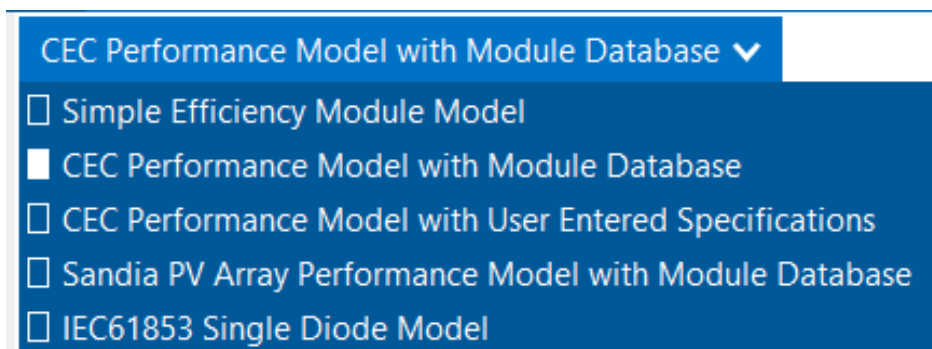 CEC Performance Model with Module Database
Simple Efficiency Module Model
CEC Performance Model with Module Database
CEC Performance Model with User Entered Specifications
Sandia PV Array Performance Model with Module Database
IEC61853 Single Diode Model